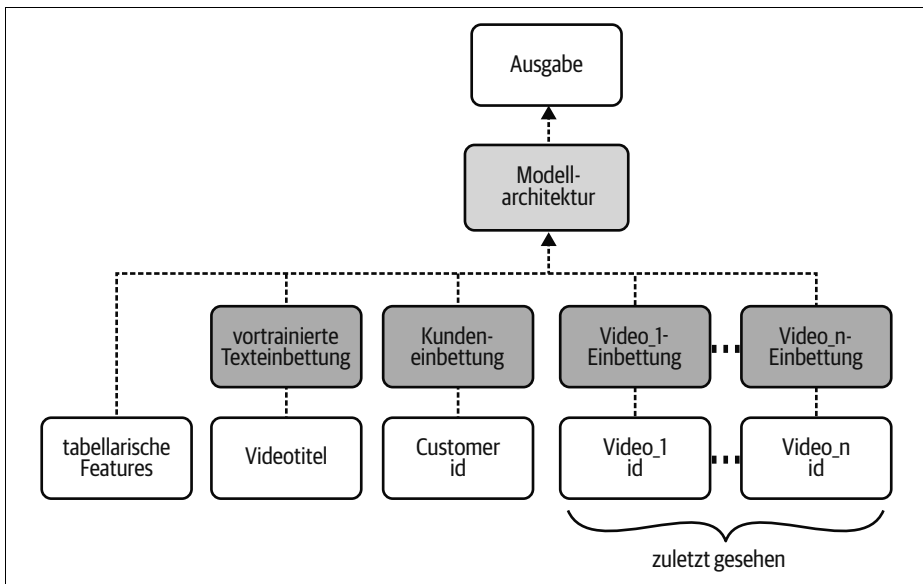 Ausgabe
Modell-
architektur
vortrainierte
Texteinbettung
Kunden-
einbettung
Video_1-
Einbettung
Video_n-
Einbettung
tabellarische
Features
Videotitel
Customer
id
Video_1
id
Video_n
id
zuletzt gesehen